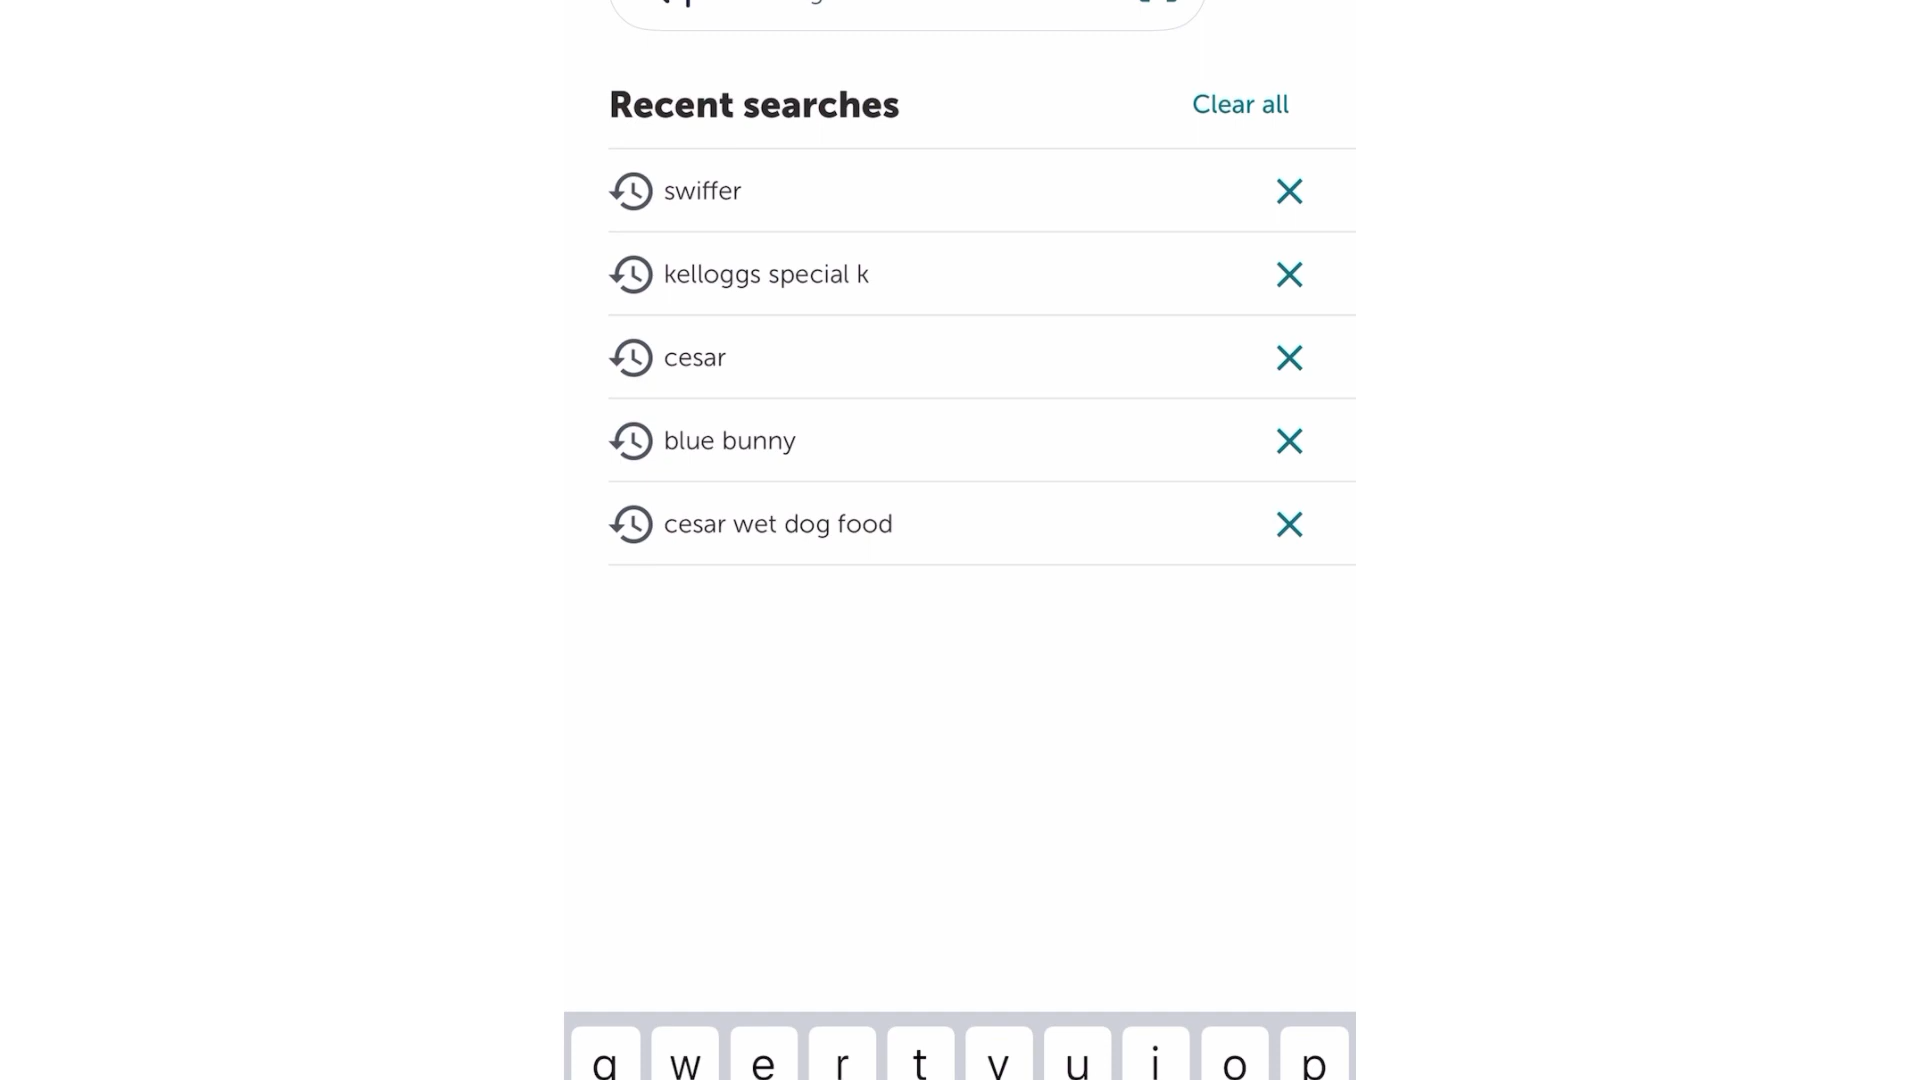 Recent searches
Clear all
swiffer
kelloggs special k
cesar
blue bunny
cesar wet dog food
q w e r t y u i o p